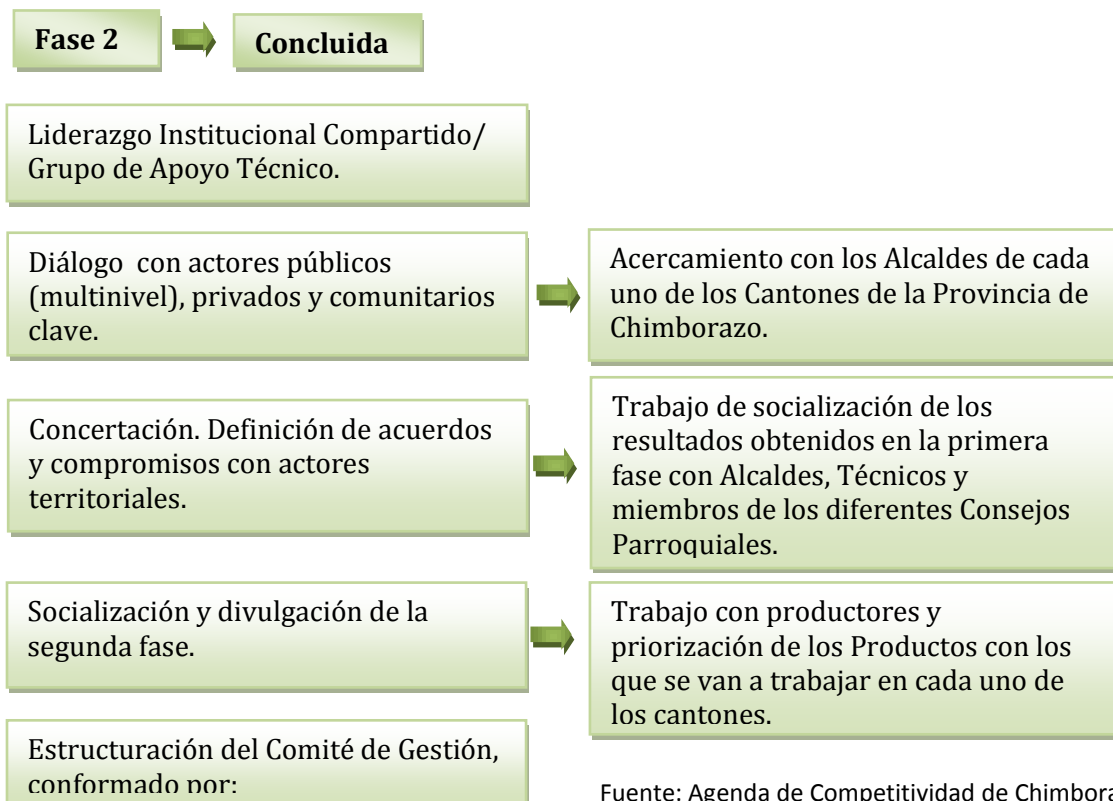 Fase 2
Concluida
Liderazgo Institucional Compartido/
Grupo de Apoyo Técnico.
Diálogo con actores públicos
(multinivel), privados y comunitarios
clave.
Acercamiento con los Alcaldes de cada
uno de los Cantones de la Provincia de
Chimborazo.
Concertación. Definición de acuerdos
y compromisos con actores
territoriales.
Trabajo de socialización de los
resultados obtenidos en la primera
fase con Alcaldes, Técnicos y
miembros de los diferentes Consejos
Parroquiales.
Socialización y divulgación de la
segunda fase.
Trabajo con productores y
priorización de los Productos con los
que se van a trabajar en cada uno de
los cantones.
Estructuración del Comité de Gestión,
conformado por:
Fuente: Agenda de Competitividad de Chimbora